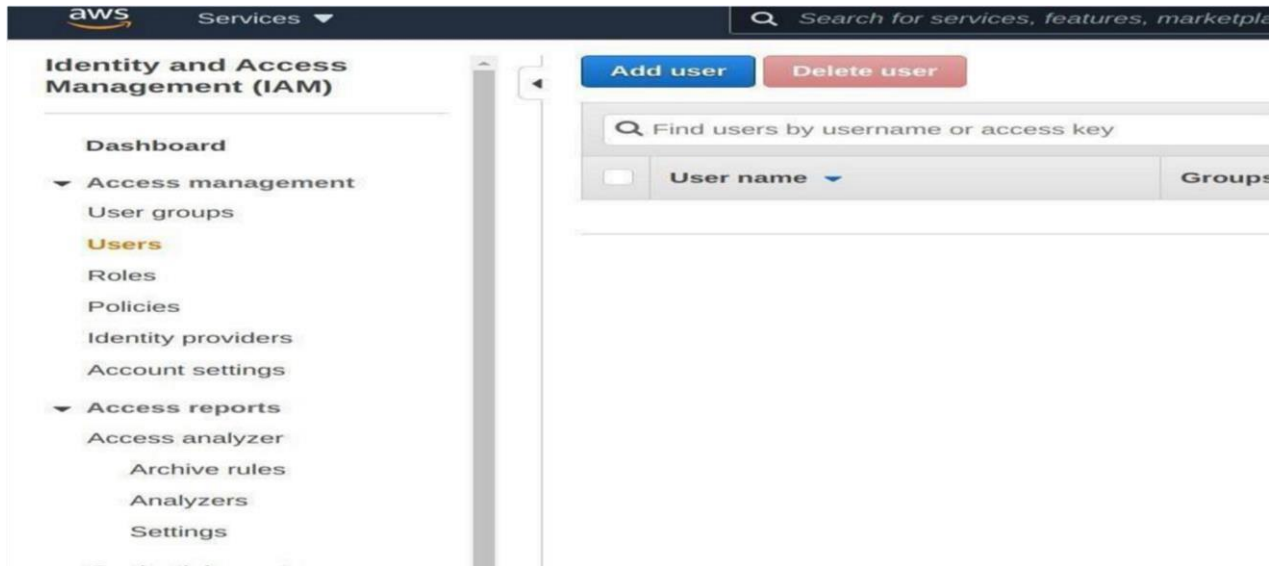 aws
Services
Search for services, features, marketpla
Identity and Access
Management (IAM)
Dashboard
Access management
User groups
Users
Roles
Policies
Identity providers
Account settings
Access reports
Access analyzer
Archive rules
Analyzers
Settings
Add user
Delete user
Find users by username or access key
User name
Groups